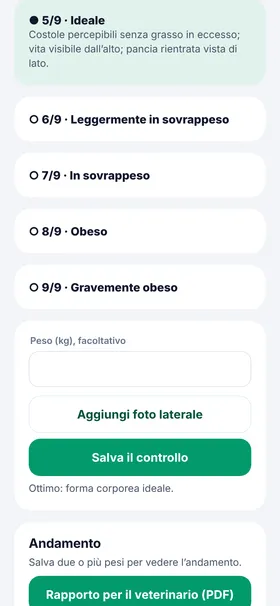 5/9 · Ideale
Costole percepibili senza grasso in eccesso;
vita visibile dall'alto; pancia rientrata vista di
lato.
6/9 · Leggermente in sovrappeso
7/9 · In sovrappeso
8/9 · Obeso
9/9 · Gravemente obeso
Peso (kg), facoltativo
Aggiungi foto laterale
Salva il controllo
Ottimo: forma corporea ideale.
Andamento
Salva due o più pesi per vedere l'andamento.
Rapporto per il veterinario (PDF)